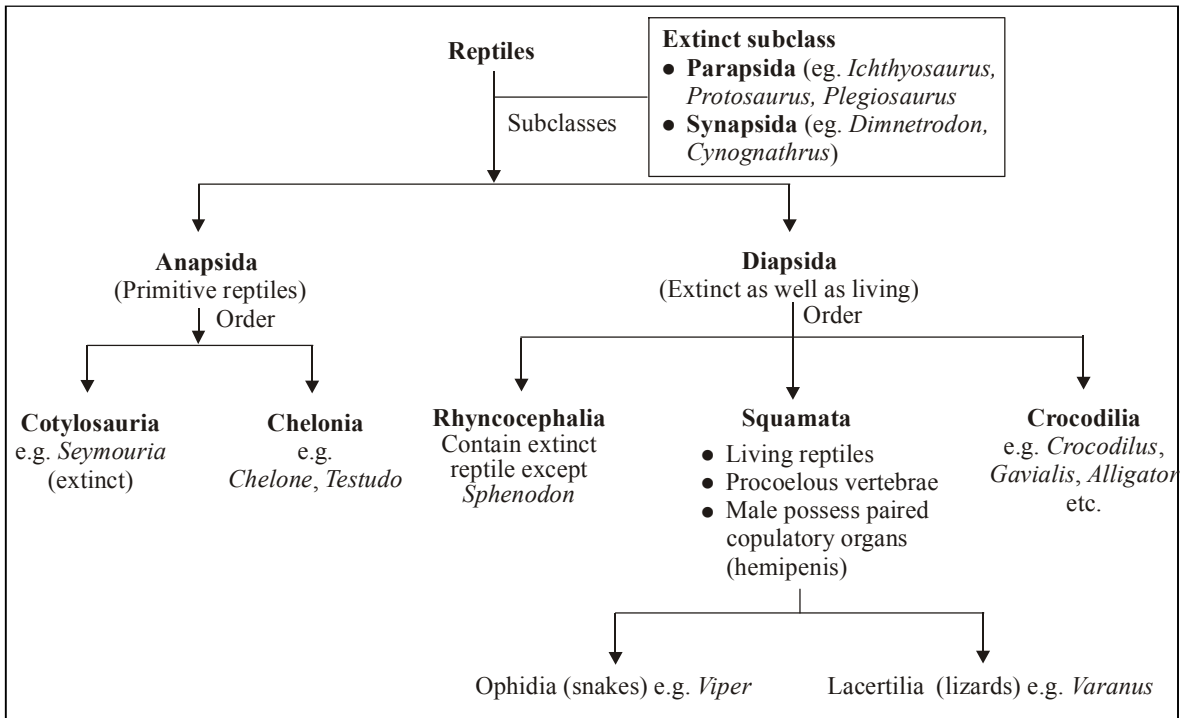 Reptiles
Extinct subclass
● Parapsida (eg. Ichthyosaurus,
Protosaurus, Plegiosaurus
● Synapsida (eg. Dimnetrodon,
Cynognathrus)
Subclasses
Anapsida
(Primitive reptiles)
Order
Diapsida
(Extinct as well as living)
Order
Cotylosauria
e.g. Seymouria
(extinct)
Chelonia
e.g.
Chelone, Testudo
Rhyncocephalia
Contain extinct
reptile except
Sphenodon
Squamata
● Living reptiles
● Procoelous vertebrae
● Male possess paired
copulatory organs
(hemipenis)
Crocodilia
e.g. Crocodilus,
Gavialis, Alligator
etc.
Ophidia (snakes) e.g. Viper
Lacertilia (lizards) e.g. Varanus